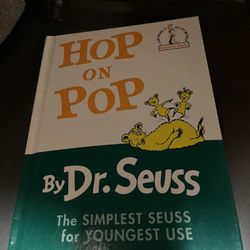 HOP
ON
POP
By Dr. Seuss
The SIMPLEST SEUSS
for YOUNGEST USE